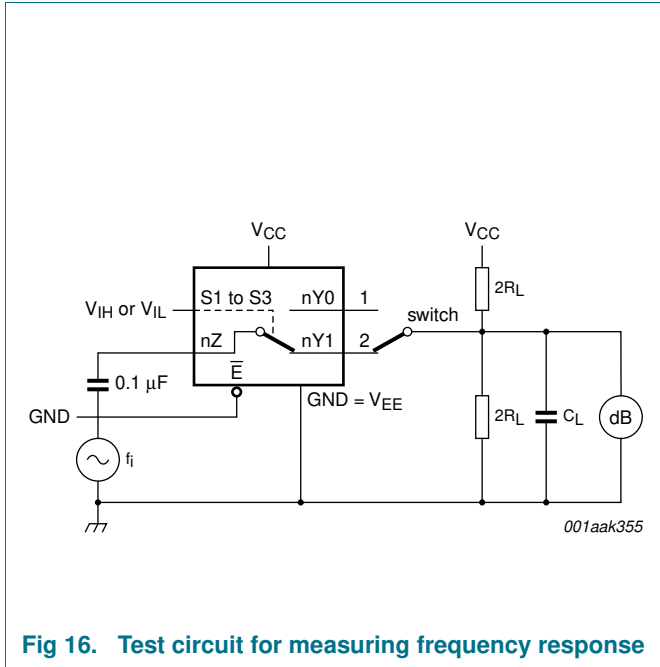 VCC
VCC
S1 to S3
nY0
1
VIH or VIL
switch
2RL
nZ
nY1
2
E
0.1 μF
GND = VEE
GND
2RL
CL
dB
fi
001aak355
Fig 16. Test circuit for measuring frequency response